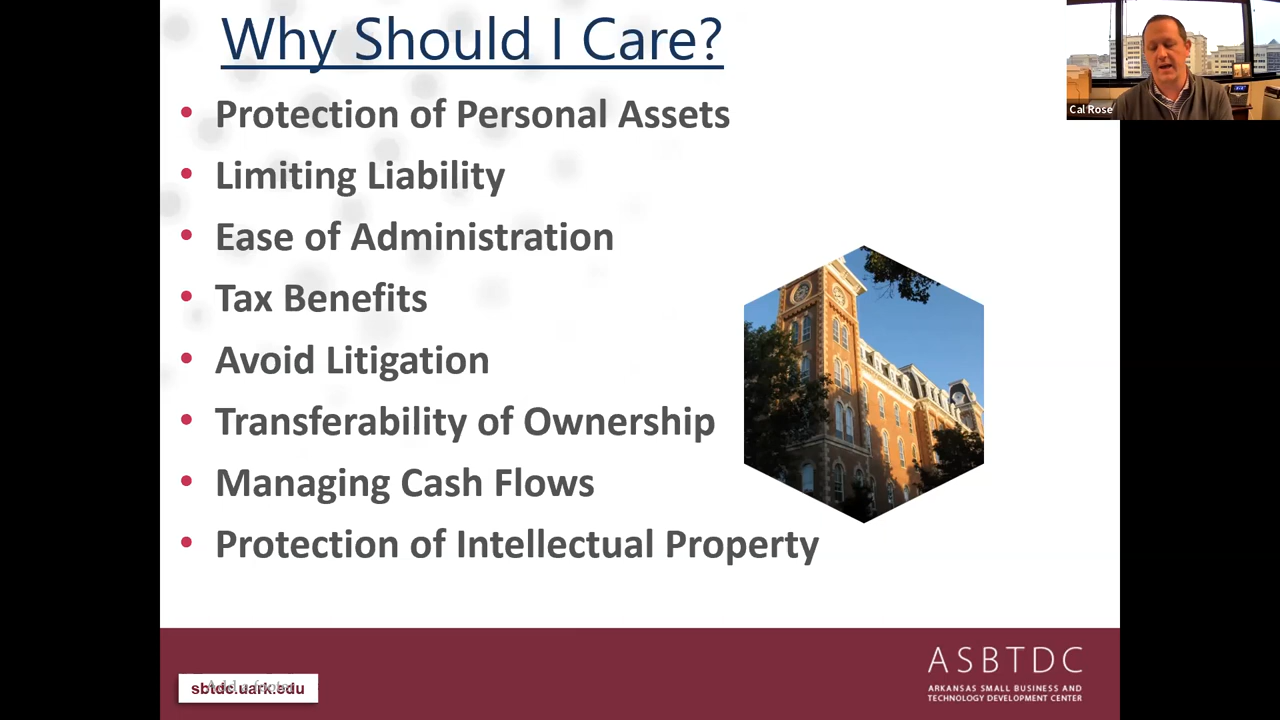 Why Should I Care?
• Protection of Personal Assets
• Limiting Liability
• Ease of Administration
• Tax Benefits
• Avoid Litigation
• Transferability of Ownership
• Managing Cash Flows
• Protection of Intellectual Property
Cal Rose
sbtdc.uark.edu
Add a footer
ASBTDC
ARKANSAS SMALL BUSINESS AND
TECHNOLOGY DEVELOPMENT CENTER